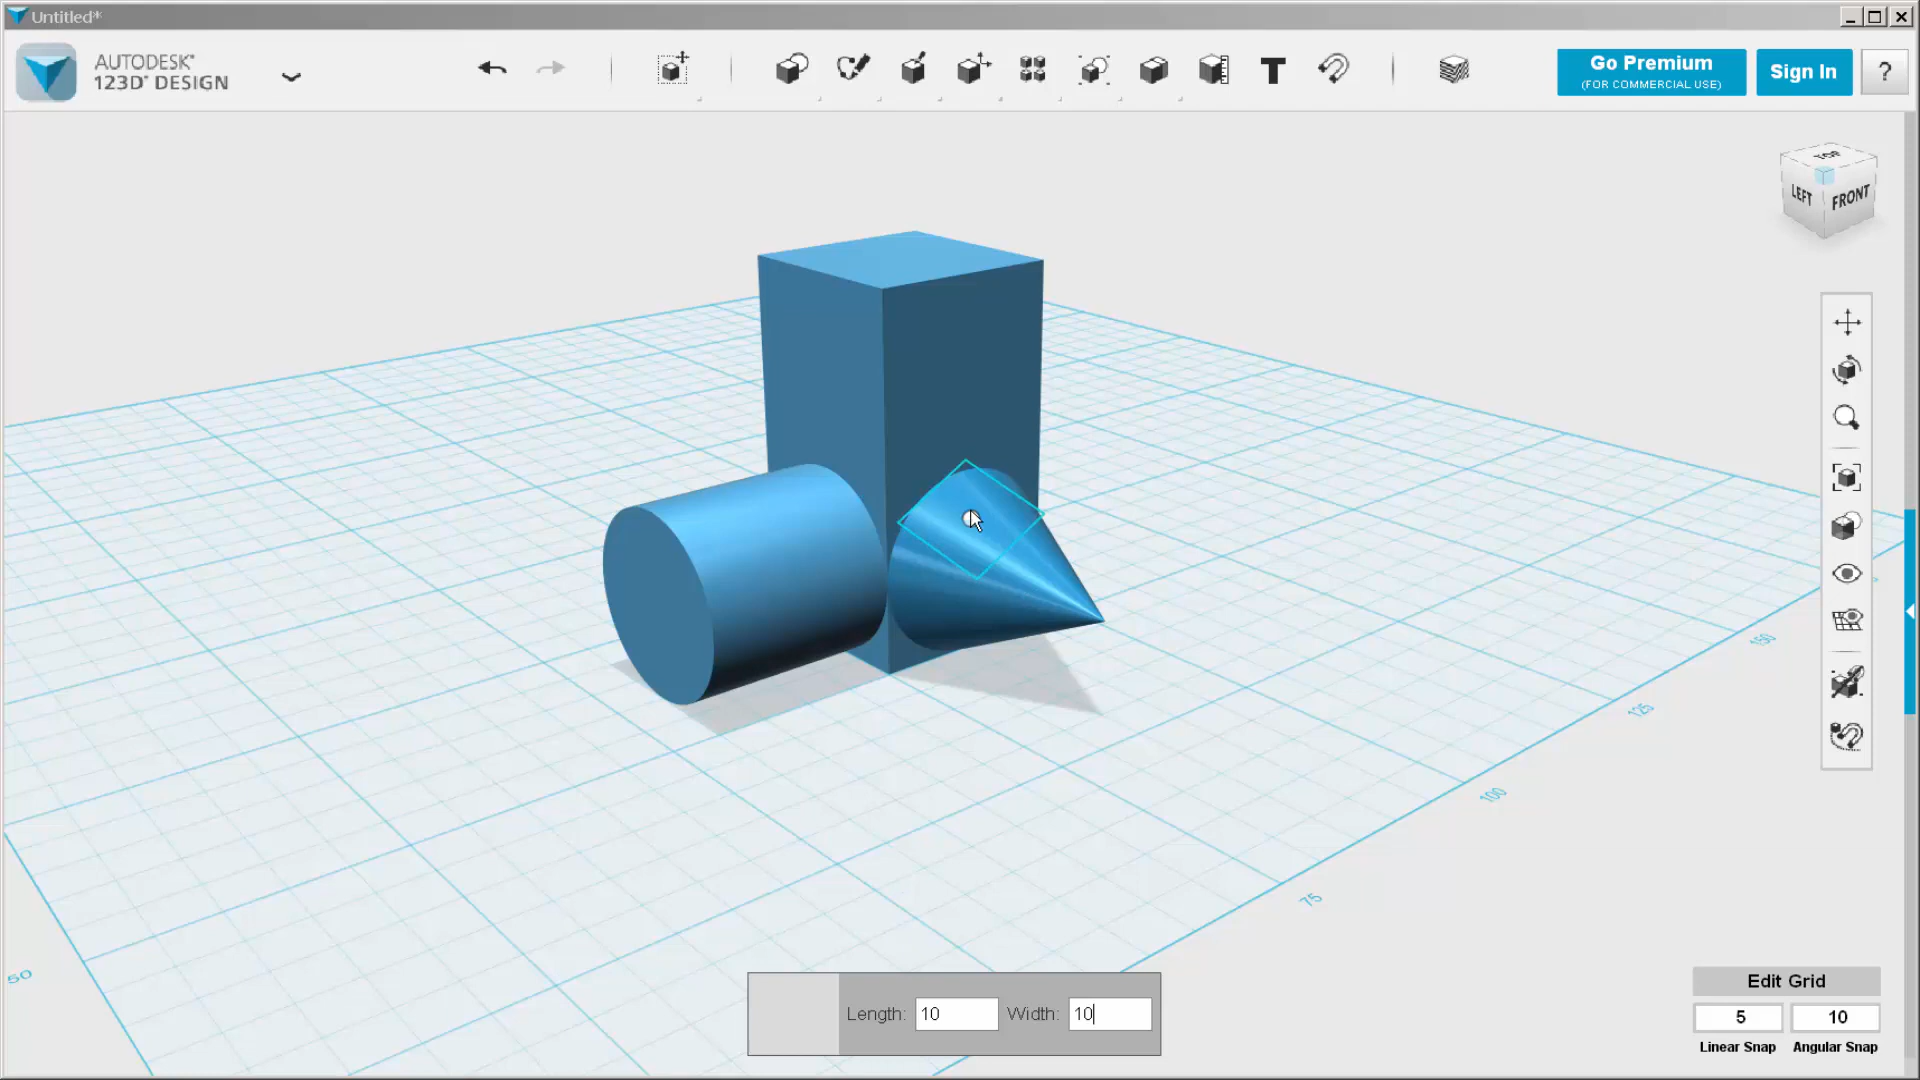 Untitled*
AUTODESK®
123D® DESIGN
T
Go Premium
(FOR COMMERCIAL USE)
Sign In
?
TOP
LEFT
FRONT
150
125
100
75
50
Length: 10 Width: 10
Edit Grid
5 10
Linear Snap Angular Snap